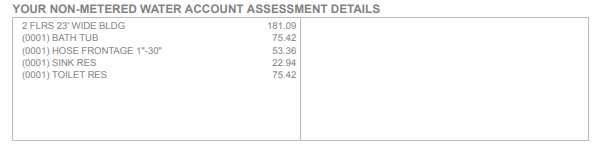 YOUR NON-METERED WATER ACCOUNT ASSESSMENT DETAILS
2 FLRS 23' WIDE BLDG 181.09
(0001) BATH TUB 75.42
(0001) HOSE FRONTAGE 1"-30" 53.36
(0001) SINK RES 22.94
(0001) TOILET RES 75.42